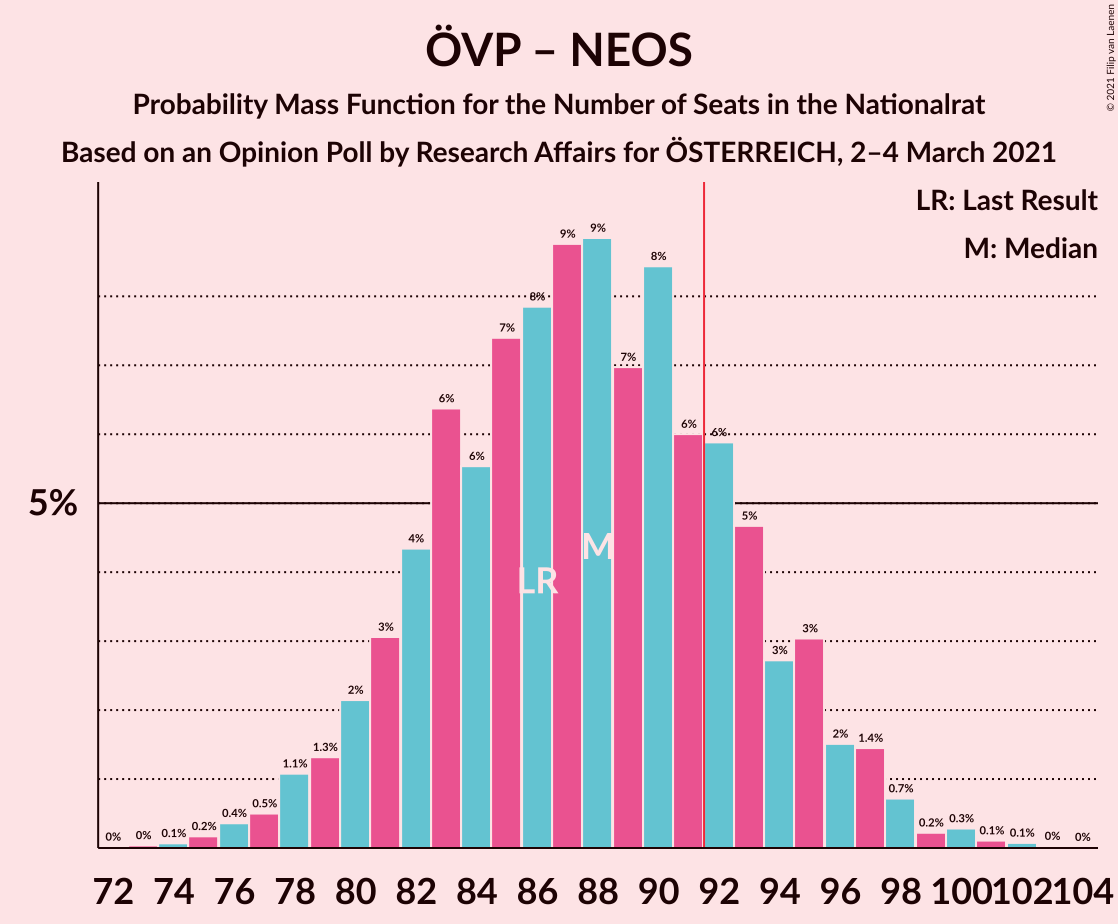 ÖVP – NEOS
Probability Mass Function for the Number of Seats in the Nationalrat
Based on an Opinion Poll by Research Affairs for ÖSTERREICH, 2–4 March 2021
© 2021 Filip van Laenen
LR: Last Result
M: Median
5%
0% 0% 0.1% 0.2% 0.4% 0.5% 1.1% 1.3% 2% 3% 4% 6% 6% 7% 8% 9% 9% 7% 8% 6% 6% 5% 3% 3% 2% 1.4% 0.7% 0.2% 0.3% 0.1% 0.1% 0% 0%
M
LR
72 74 76 78 80 82 84 86 88 90 92 94 96 98 100 102 104